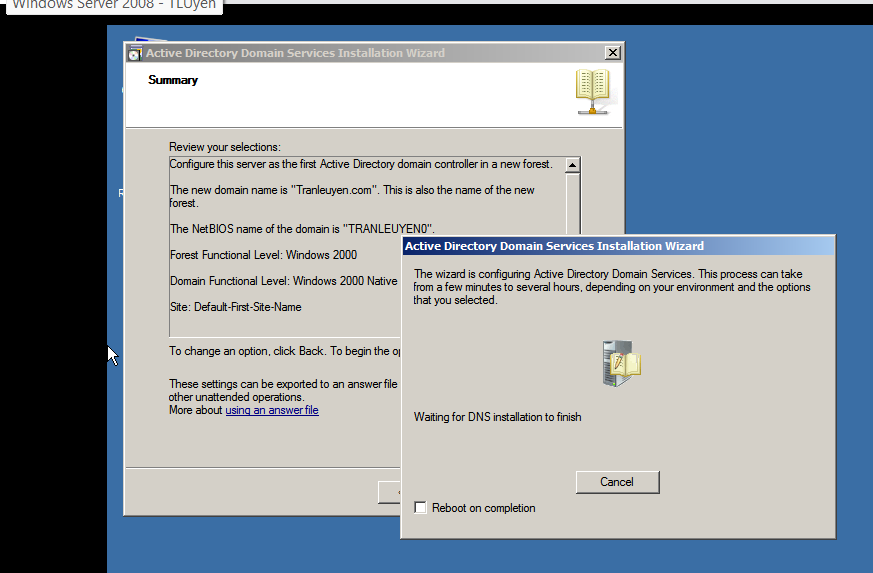 Windows Server 2008 - TLUyen
Active Directory Domain Services Installation Wizard
Summary
Review your selections:
Configure this server as the first Active Directory domain controller in a new forest.
The new domain name is "Tranleuyen.com". This is also the name of the new
forest.
The NetBIOS name of the domain is "TRANLEUYEN0".
Forest Functional Level: Windows 2000
Domain Functional Level: Windows 2000 Native
Site: Default-First-Site-Name
To change an option, click Back. To begin the
These settings can be exported to an answer file
other unattended operations.
More about using an answer file
Active Directory Domain Services Installation Wizard
The wizard is configuring Active Directory Domain Services. This process can take
from a few minutes to several hours, depending on your environment and the options
that you selected.
Waiting for DNS installation to finish
Cancel
Reboot on completion